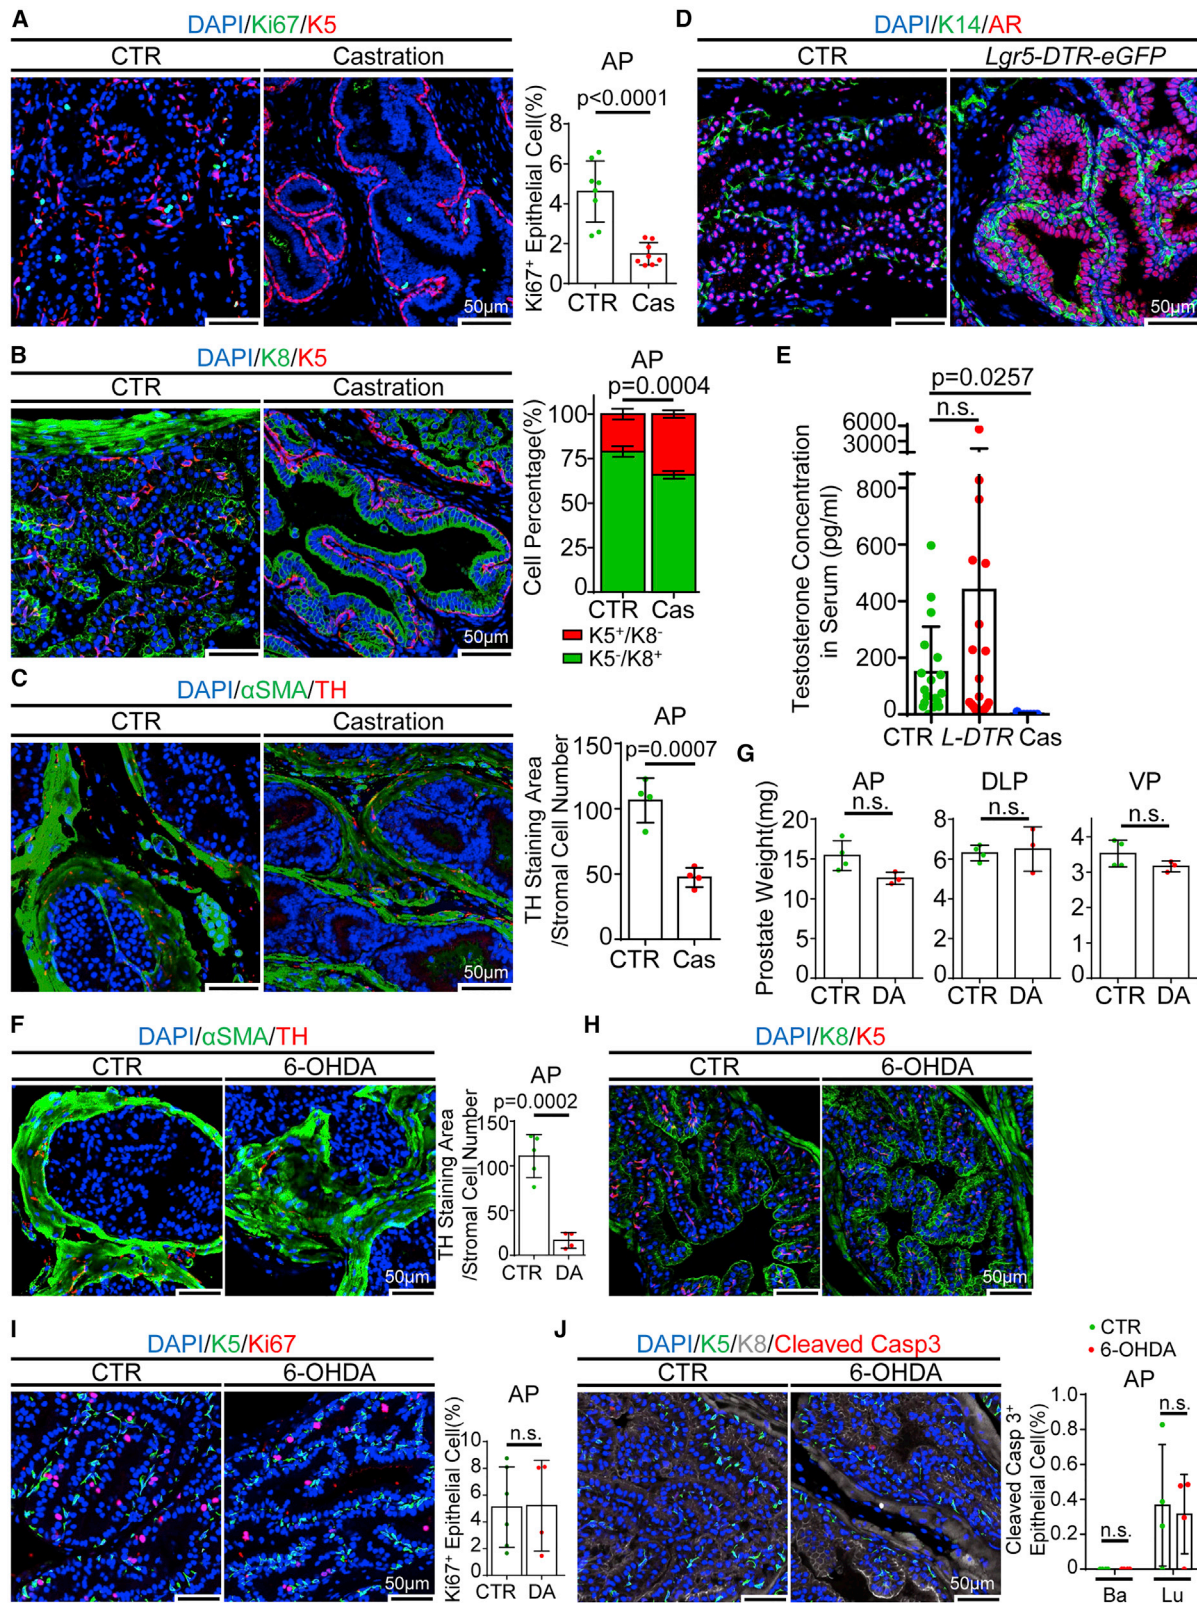 A
DAPI/Ki67/K5
CTR
Castration
50µm
AP
p<0.0001
Ki67+ Epithelial Cell(%)
8
6
4
2
0
CTR
Cas
D
DAPI/K14/AR
CTR
Lgr5-DTR-eGFP
50µm
B
DAPI/K8/K5
CTR
Castration
50µm
AP
p=0.0004
Cell Percentage(%)
100
75
50
25
0
CTR
Cas
K5+/K8-
K5-/K8+
E
p=0.0257
n.s.
Testosterone Concentration
in Serum (pg/ml)
6000
3000
800
600
400
200
0
CTR
L-DTR
Cas
C
DAPI/αSMA/TH
CTR
Castration
50µm
AP
p=0.0007
TH Staining Area
/Stromal Cell Number
150
100
50
0
CTR
Cas
G
Prostate Weight(mg)
AP
n.s.
20
15
10
5
0
CTR
DA
DLP
n.s.
8
6
4
2
0
CTR
DA
VP
n.s.
4
3
2
1
0
CTR
DA
F
DAPI/αSMA/TH
CTR
6-OHDA
50µm
AP
p=0.0002
TH Staining Area
/Stromal Cell Number
150
100
50
0
CTR
DA
H
DAPI/K8/K5
CTR
6-OHDA
50µm
I
DAPI/K5/Ki67
CTR
6-OHDA
50µm
AP
n.s.
Ki67+ Epithelial Cell(%)
10
8
6
4
2
0
CTR
DA
J
DAPI/K5/K8/Cleaved Casp3
CTR
6-OHDA
50µm
CTR
6-OHDA
AP
n.s.
n.s.
Cleaved Casp 3+
Epithelial Cell(%)
1.0
0.8
0.6
0.4
0.2
0
Ba
Lu